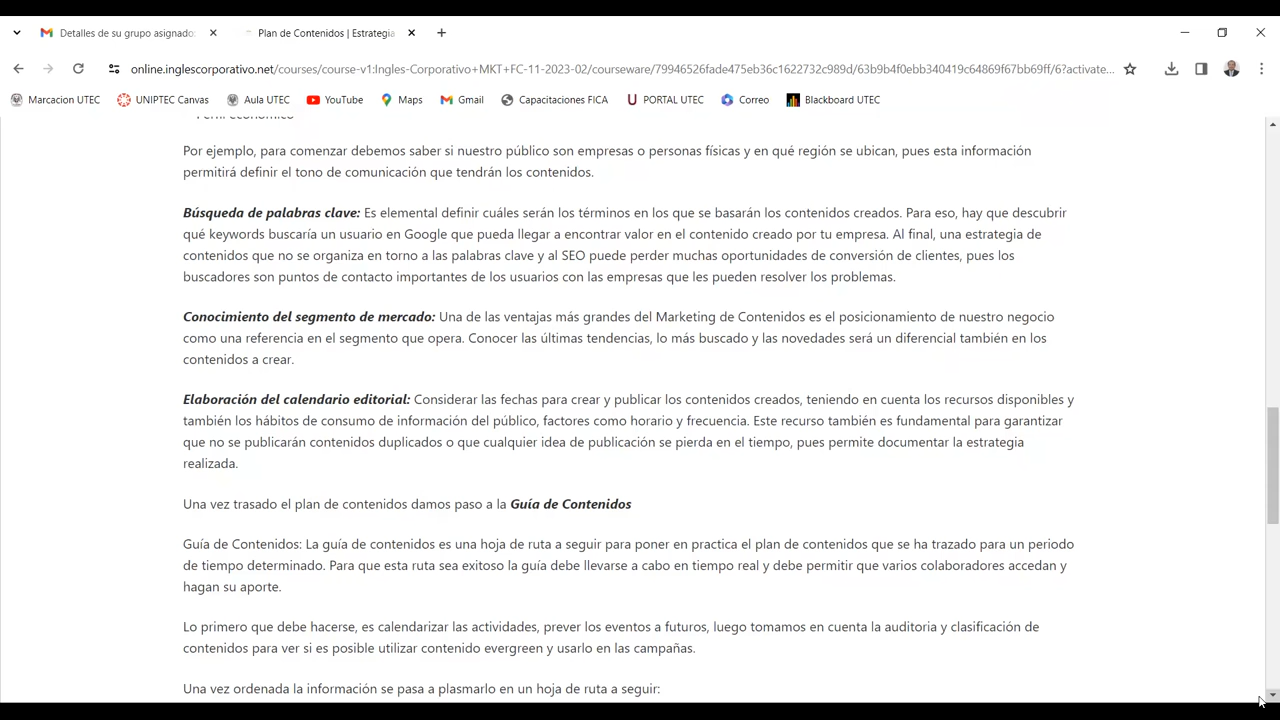 Detalles de su grupo asignado
Plan de Contenidos | Estrategia
online.inglescorporativo.net/courses/course-v1:Ingles-Corporativo+MKT+FC-11-2023-02/courseware/79946526fade475eb36c1622732c989d/63b9b4f0ebb340419c64869f67bb69ff/6?activate...
Marcacion UTEC UNIPTEC Canvas Aula UTEC YouTube Maps Gmail Capacitaciones FICA PORTAL UTEC Correo Blackboard UTEC
Perfil económico
Por ejemplo, para comenzar debemos saber si nuestro público son empresas o personas físicas y en qué región se ubican, pues esta información
permitirá definir el tono de comunicación que tendrán los contenidos.
Búsqueda de palabras clave: Es elemental definir cuáles serán los términos en los que se basarán los contenidos creados. Para eso, hay que descubrir
qué keywords buscaría un usuario en Google que pueda llegar a encontrar valor en el contenido creado por tu empresa. Al final, una estrategia de
contenidos que no se organiza en torno a las palabras clave y al SEO puede perder muchas oportunidades de conversión de clientes, pues los
buscadores son puntos de contacto importantes de los usuarios con las empresas que les pueden resolver los problemas.
Conocimiento del segmento de mercado: Una de las ventajas más grandes del Marketing de Contenidos es el posicionamiento de nuestro negocio
como una referencia en el segmento que opera. Conocer las últimas tendencias, lo más buscado y las novedades será un diferencial también en los
contenidos a crear.
Elaboración del calendario editorial: Considerar las fechas para crear y publicar los contenidos creados, teniendo en cuenta los recursos disponibles y
también los hábitos de consumo de información del público, factores como horario y frecuencia. Este recurso también es fundamental para garantizar
que no se publicarán contenidos duplicados o que cualquier idea de publicación se pierda en el tiempo, pues permite documentar la estrategia
realizada.
Una vez trasado el plan de contenidos damos paso a la Guía de Contenidos
Guía de Contenidos: La guía de contenidos es una hoja de ruta a seguir para poner en practica el plan de contenidos que se ha trazado para un periodo
de tiempo determinado. Para que esta ruta sea exitoso la guía debe llevarse a cabo en tiempo real y debe permitir que varios colaboradores accedan y
hagan su aporte.
Lo primero que debe hacerse, es calendarizar las actividades, prever los eventos a futuros, luego tomamos en cuenta la auditoria y clasificación de
contenidos para ver si es posible utilizar contenido evergreen y usarlo en las campañas.
Una vez ordenada la información se pasa a plasmarlo en un hoja de ruta a seguir: